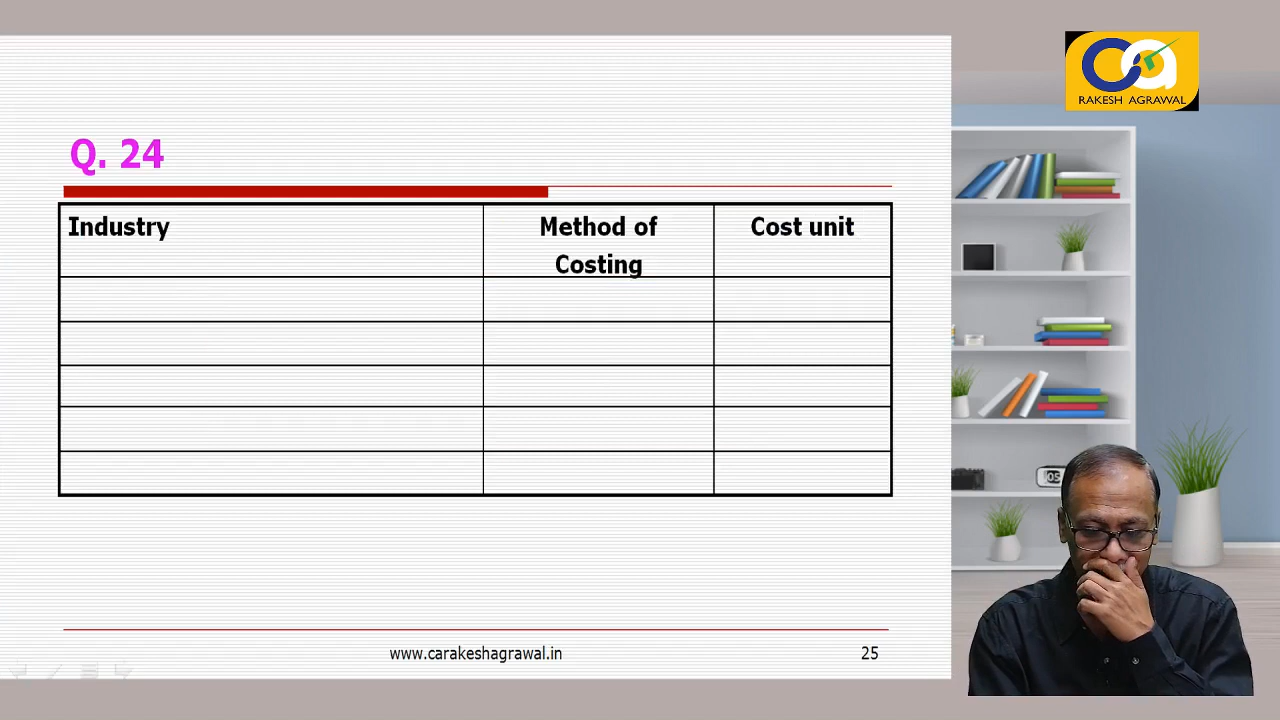 RAKESH AGRAWAL
Q. 24
Industry
Method of
Costing
Cost unit
www.carakeshagrawal.in
25